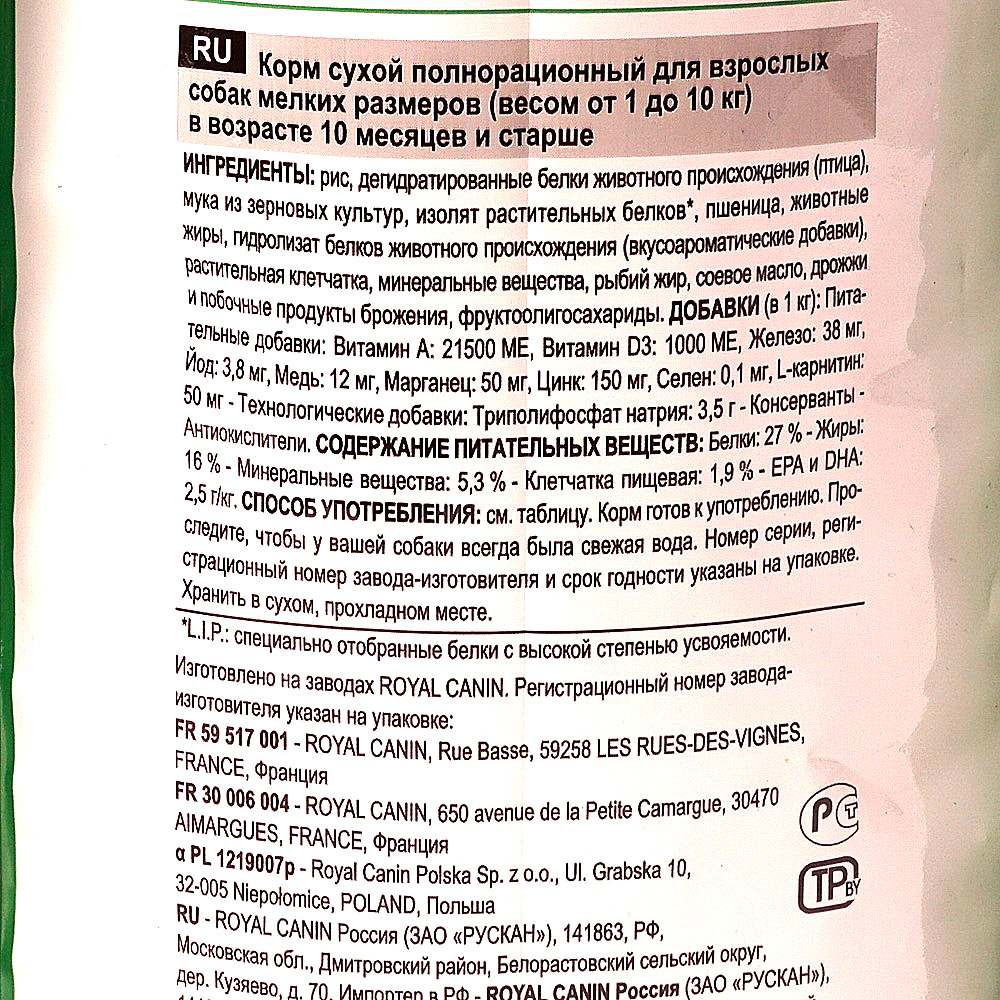 RU Корм сухой полнорационный для взрослых
собак мелких размеров (весом от 1 до 10 кг)
в возрасте 10 месяцев и старше
ИНГРЕДИЕНТЫ: рис, дегидратированные белки животного происхождения (птица),
мука из зерновых культур, изолят растительных белков*, пшеница, животные
жиры, гидролизат белков животного происхождения (вкусоароматические добавки),
растительная клетчатка, минеральные вещества, рыбий жир, соевое масло, дрожжи
и побочные продукты брожения, фруктоолигосахариды. ДОБАВКИ (в 1 кг): Пита-
тельные добавки: Витамин А: 21500 МЕ, Витамин D3: 1000 МЕ, Железо: 38 мг,
Йод: 3,8 мг, Медь: 12 мг, Марганец: 50 мг, Цинк: 150 мг, Селен: 0,1 мг, L-карнитин:
50 мг - Технологические добавки: Триполифосфат натрия: 3,5 г - Консерванты -
Антиокислители. СОДЕРЖАНИЕ ПИТАТЕЛЬНЫХ ВЕЩЕСТВ: Белки: 27 % - Жиры:
16 % - Минеральные вещества: 5,3 % - Клетчатка пищевая: 1,9 % - EPA и DHA:
2,5 г/кг. СПОСОБ УПОТРЕБЛЕНИЯ: см. таблицу. Корм готов к употреблению. Про-
следите, чтобы у вашей собаки всегда была свежая вода. Номер серии, реги-
страционный номер завода-изготовителя и срок годности указаны на упаковке.
Хранить в сухом, прохладном месте.
*L.I.P.: специально отобранные белки с высокой степенью усвояемости.
Изготовлено на заводах ROYAL CANIN. Регистрационный номер завода-
изготовителя указан на упаковке:
FR 59 517 001 - ROYAL CANIN, Rue Basse, 59258 LES RUES-DES-VIGNES,
FRANCE, Франция
FR 30 006 004 - ROYAL CANIN, 650 avenue de la Petite Camargue, 30470
AIMARGUES, FRANCE, Франция
α PL 1219007p - Royal Canin Polska Sp. z o.o., Ul. Grabska 10,
32-005 Niepołomice, POLAND, Польша
RU - ROYAL CANIN Россия (ЗАО «РУСКАН»), 141863, РФ,
Московская обл., Дмитровский район, Белорастовский сельский округ,
дер. Кузяево, д. 70. Импортер в РФ - ROYAL CANIN Россия (ЗАО «РУСКАН»),
РСТ
TP BY